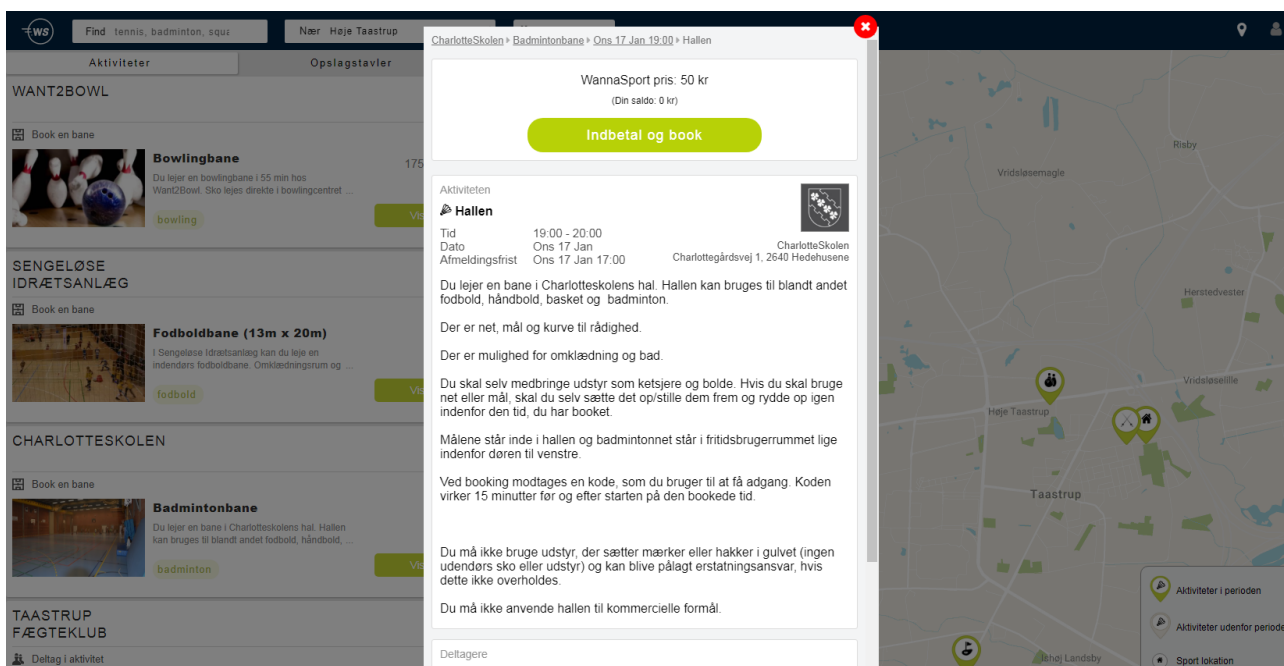 ws
Find tennis, badminton, squa
Nær Høje Taastrup
Aktiviteter
Opslagstavler
WANT2BOWL
Book en bane
Bowlingbane
175
Du lejer en bowlingbane i 55 min hos
Want2Bowl. Sko lejes direkte i bowlingcentret ...
bowling
Vis
SENGELØSE
IDRÆTSANLÆG
Book en bane
Fodboldbane (13m x 20m)
I Sengeløse Idrætsanlæg kan du leje en
indendørs fodboldbane. Omklædningsrum og ...
fodbold
CHARLOTTESKOLEN
Book en bane
Badmintonbane
Du lejer en bane i Charlotteskolens hal. Hallen
kan bruges til blandt andet fodbold, håndbold, ...
badminton
Vis
TAASTRUP
FÆGTEKLUB
Deltag i aktivitet
CharlotteSkolen Badmintonbane Ons 17 Jan 19:00 Hallen
WannaSport pris: 50 kr
(Din saldo: 0 kr)
Indbetal og book
Aktiviteten
Hallen
Tid 19:00 - 20:00
Dato Ons 17 Jan
Afmeldingsfrist Ons 17 Jan 17:00
CharlotteSkolen
Charlottegårdsvej 1, 2640 Hedehusene
Du lejer en bane i Charlotteskolens hal. Hallen kan bruges til blandt andet
fodbold, håndbold, basket og badminton.
Der er net, mål og kurve til rådighed.
Der er mulighed for omklædning og bad.
Du skal selv medbringe udstyr som ketsjere og bolde. Hvis du skal bruge
net eller mål, skal du selv sætte det op/stille dem frem og rydde op igen
indenfor den tid, du har booket.
Målene står inde i hallen og badmintonnet står i fritidsbrugerrummet lige
indenfor døren til venstre.
Ved booking modtages en kode, som du bruger til at få adgang. Koden
virker 15 minutter før og efter starten på den bookede tid.
Du må ikke bruge udstyr, der sætter mærker eller hakker i gulvet (ingen
udendørs sko eller udstyr) og kan blive pålagt erstatningsansvar, hvis
dette ikke overholdes.
Du må ikke anvende hallen til kommercielle formål.
Deltagere
Risby
Vridsløsemagle
Herstedvester
Vridsløselille
Høje Taastrup
Taastrup
Ishøj Landsby
Aktiviteter i perioden
Aktiviteter udenfor periode
Sport lokation